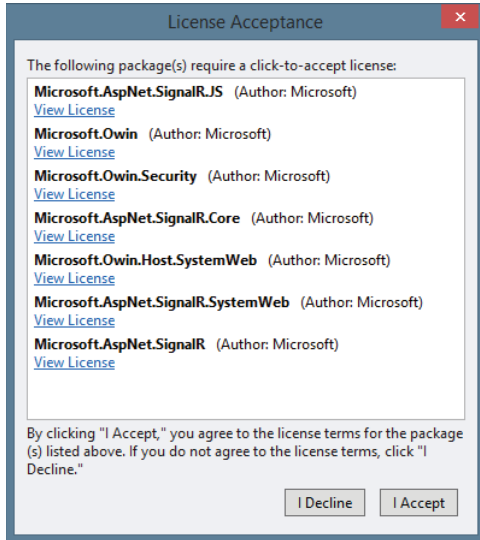 License Acceptance
The following package(s) require a click-to-accept license:
Microsoft.AspNet.SignalR.JS (Author: Microsoft)
View License
Microsoft.Owin (Author: Microsoft)
View License
Microsoft.Owin.Security (Author: Microsoft)
View License
Microsoft.AspNet.SignalR.Core (Author: Microsoft)
View License
Microsoft.Owin.Host.SystemWeb (Author: Microsoft)
View License
Microsoft.AspNet.SignalR.SystemWeb (Author: Microsoft)
View License
Microsoft.AspNet.SignalR (Author: Microsoft)
View License
By clicking "I Accept," you agree to the license terms for the package
(s) listed above. If you do not agree to the license terms, click "I
Decline."
I Decline I Accept